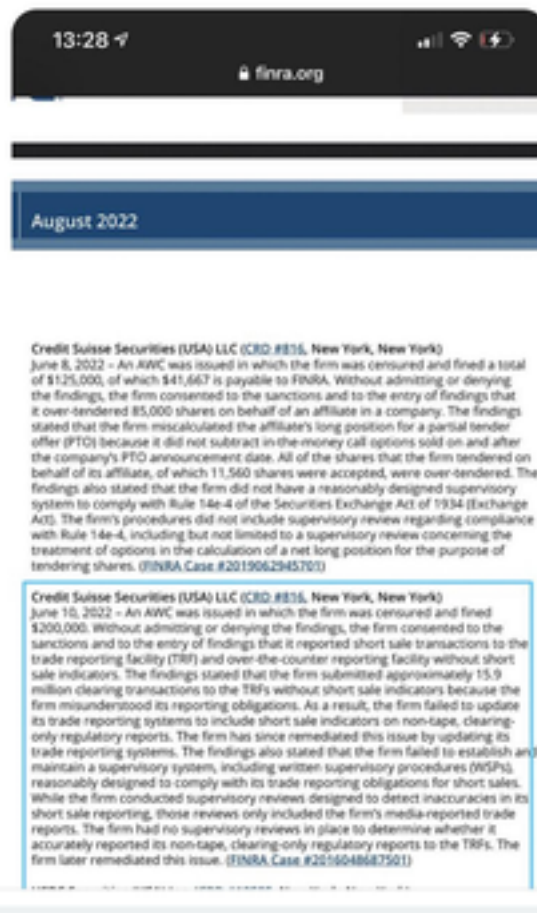 13:28
finra.org
August 2022
Credit Suisse Securities (USA) LLC (CRD #816, New York, New York)
June 8, 2022 – An AWC was issued in which the firm was censured and fined a total
of $125,000, of which $41,667 is payable to FINRA. Without admitting or denying
the findings, the firm consented to the sanctions and to the entry of findings that
it over-tendered 85,000 shares on behalf of an affiliate in a company. The findings
stated that the firm miscalculated the affiliate's long position for a partial tender
offer (PTO) because it did not subtract in-the-money call options sold on and after
the company's PTO announcement date. All of the shares that the firm tendered on
behalf of its affiliate, of which 11,560 shares were accepted, were over-tendered. The
findings also stated that the firm did not have a reasonably designed supervisory
system to comply with Rule 14e-4 of the Securities Exchange Act of 1934 (Exchange
Act). The firm's procedures did not include supervisory review regarding compliance
with Rule 14e-4, including but not limited to a supervisory review concerning the
treatment of options in the calculation of a net long position for the purpose of
tendering shares. (FINRA Case #2019062945701)
Credit Suisse Securities (USA) LLC (CRD #816, New York, New York)
June 10, 2022 – An AWC was issued in which the firm was censured and fined
$200,000. Without admitting or denying the findings, the firm consented to the
sanctions and to the entry of findings that it reported short sale transactions to the
trade reporting facility (TRF) and over-the-counter reporting facility without short
sale indicators. The findings stated that the firm submitted approximately 15.9
million clearing transactions to the TRFs without short sale indicators because the
firm misunderstood its reporting obligations. As a result, the firm failed to update
its trade reporting systems to include short sale indicators on non-tape, clearing-
only regulatory reports. The firm has since remediated this issue by updating its
trade reporting systems. The findings also stated that the firm failed to establish and
maintain a supervisory system, including written supervisory procedures (WSPs),
reasonably designed to comply with its trade reporting obligations for short sales.
While the firm conducted supervisory reviews designed to detect inaccuracies in its
short sale reporting, those reviews only included the firm's media-reported trade
reports. The firm had no supervisory reviews in place to determine whether it
accurately reported its non-tape, clearing-only regulatory reports to the TRFs. The
firm later remediated this issue. (FINRA Case #2016048687501)